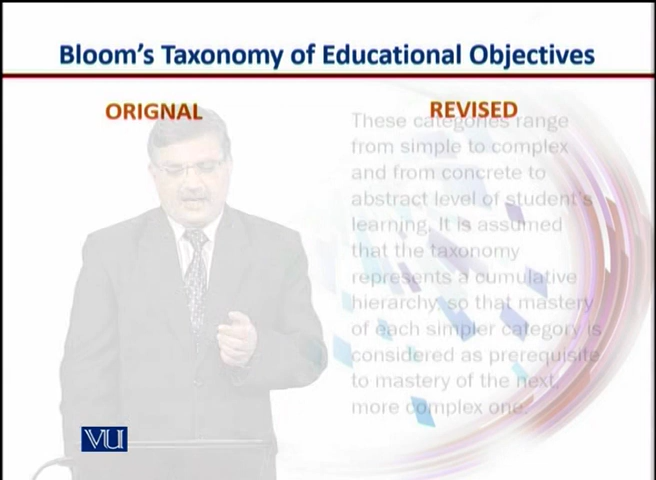 Bloom's Taxonomy of Educational Objectives
ORIGNAL
REVISED
These categories range
from simple to complex
and from concrete to
abstract level of student's
learning. It is assumed
that the taxonomy
represents a cumulative
hierarchy, so that mastery
of each simpler category is
considered as prerequisite
to mastery of the next,
more complex one.
VU